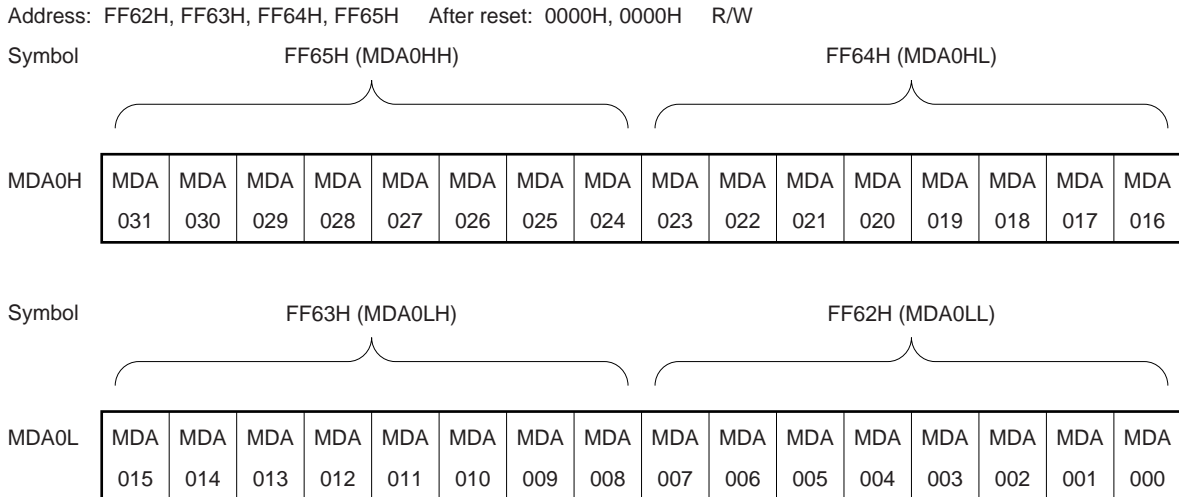 Address: FF62H, FF63H, FF64H, FF65H After reset: 0000H, 0000H R/W
Symbol FF65H (MDA0HH) FF64H (MDA0HL)
MDA0H MDA MDA MDA MDA MDA MDA MDA MDA MDA MDA MDA MDA MDA MDA MDA MDA
031 030 029 028 027 026 025 024 023 022 021 020 019 018 017 016
Symbol FF63H (MDA0LH) FF62H (MDA0LL)
MDA0L MDA MDA MDA MDA MDA MDA MDA MDA MDA MDA MDA MDA MDA MDA MDA MDA
015 014 013 012 011 010 009 008 007 006 005 004 003 002 001 000